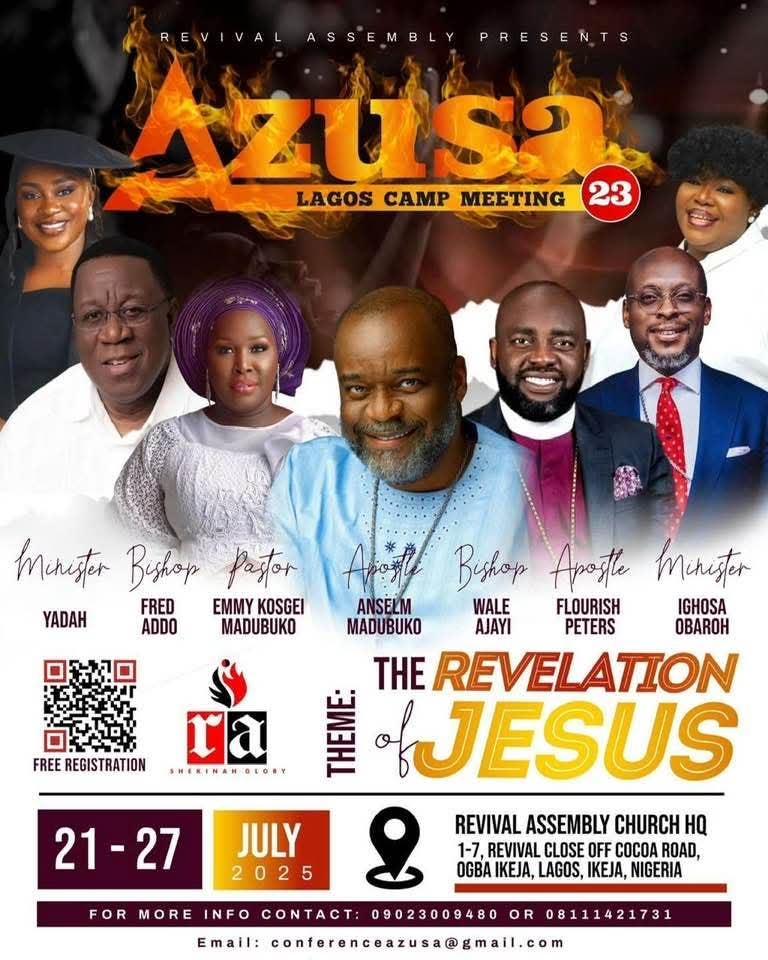 REVIVAL ASSEMBLY PRESENTS
Azusa
LAGOS CAMP MEETING 23
Minister
YADAH
Bishop
FRED
ADDO
Pastor
EMMY KOSGEI
MADUBUKO
Apostle
ANSELM
MADUBUKO
Bishop
WALE
AJAYI
Apostle
FLOURISH
PETERS
Minister
IGHOSA
OBAROH
FREE REGISTRATION
ra
SHEKINAH GLORY
THEME:
THE REVELATION
of JESUS
21 - 27
JULY
2025
REVIVAL ASSEMBLY CHURCH HQ
1-7, REVIVAL CLOSE OFF COCOA ROAD,
OGBA IKEJA, LAGOS, IKEJA, NIGERIA
FOR MORE INFO CONTACT: 09023009480 OR 08111421731
Email: conferenceazusa@gmail.com